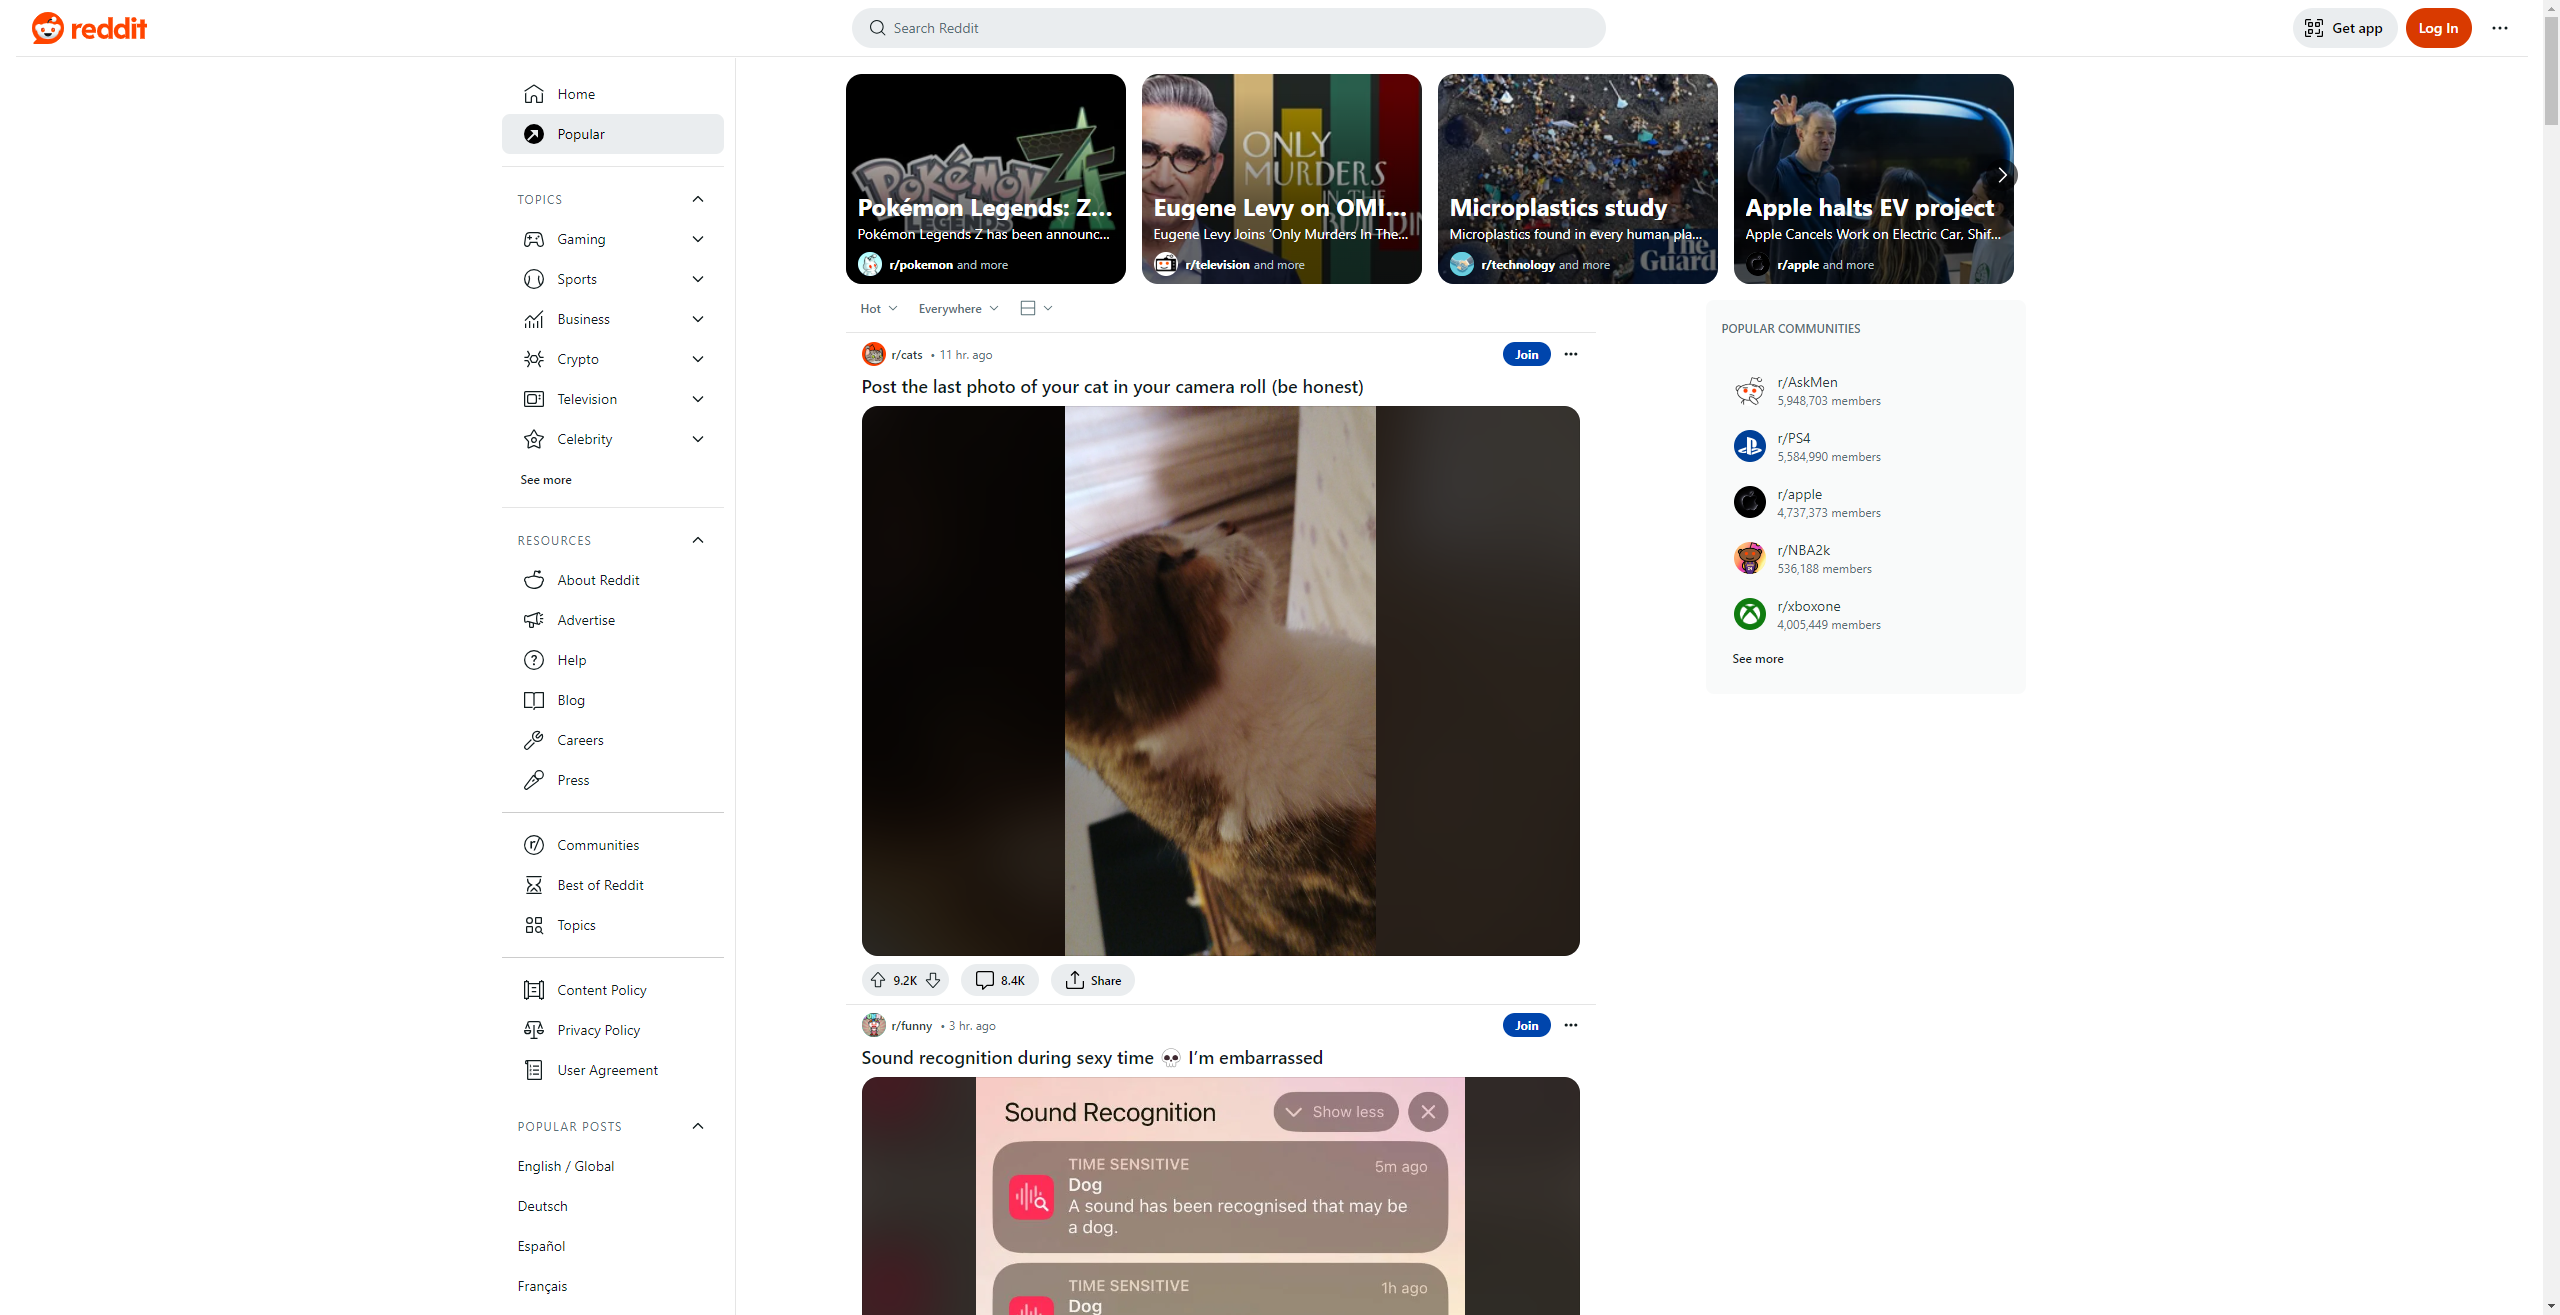 reddit
Search Reddit
Get app
Log In
Home
Popular
TOPICS
Gaming
Sports
Business
Crypto
Television
Celebrity
See more
RESOURCES
About Reddit
Advertise
Help
Blog
Careers
Press
Communities
Best of Reddit
Topics
Content Policy
Privacy Policy
User Agreement
POPULAR POSTS
English / Global
Deutsch
Español
Français
POKéMON
LEGENDS
Pokémon Legends: Z...
Pokémon Legends Z has been announc...
r/pokemon and more
ONLY
MURDERS
IN THE
BUILDIN
Eugene Levy on OMI...
Eugene Levy Joins ‘Only Murders In The...
r/television and more
Microplastics study
Microplastics found in every human pla...
The
Guard
r/technology and more
Apple halts EV project
Apple Cancels Work on Electric Car, Shif...
r/apple and more
Hot
Everywhere
r/cats • 11 hr. ago
Join
Post the last photo of your cat in your camera roll (be honest)
9.2K
8.4K
Share
r/funny • 3 hr. ago
Join
Sound recognition during sexy time 💀 I’m embarrassed
Sound Recognition
Show less
TIME SENSITIVE
5m ago
Dog
A sound has been recognised that may be
a dog.
TIME SENSITIVE
1h ago
Dog
POPULAR COMMUNITIES
r/AskMen
5,948,703 members
r/PS4
5,584,990 members
r/apple
4,737,373 members
r/NBA2k
536,188 members
r/xboxone
4,005,449 members
See more